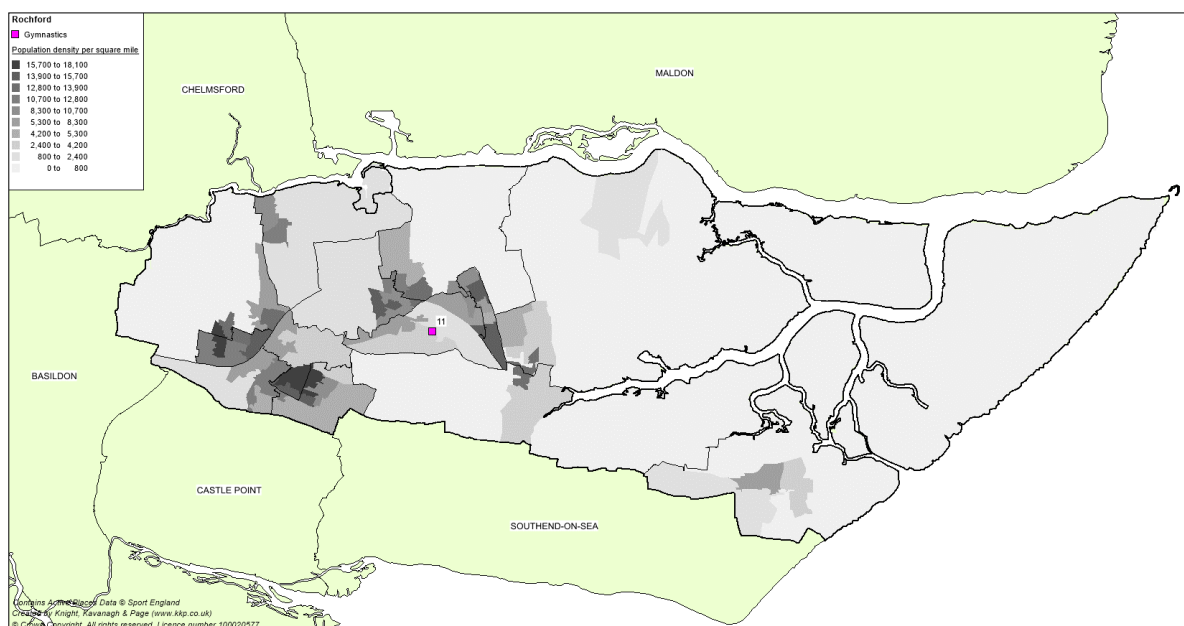 Rochford
Gymnastics
Population density per square mile
15,700 to 18,100
13,900 to 15,700
12,800 to 13,900
10,700 to 12,800
8,300 to 10,700
5,300 to 8,300
4,200 to 5,300
2,400 to 4,200
800 to 2,400
0 to 800
MALDON
CHELMSFORD
11
BASILDON
CASTLE POINT
SOUTHEND-ON-SEA
Contains Active Places Data © Sport England
Created by Knight, Kavanagh & Page (www.kkp.co.uk)
© Crown Copyright. All rights reserved. Licence number 100020577.